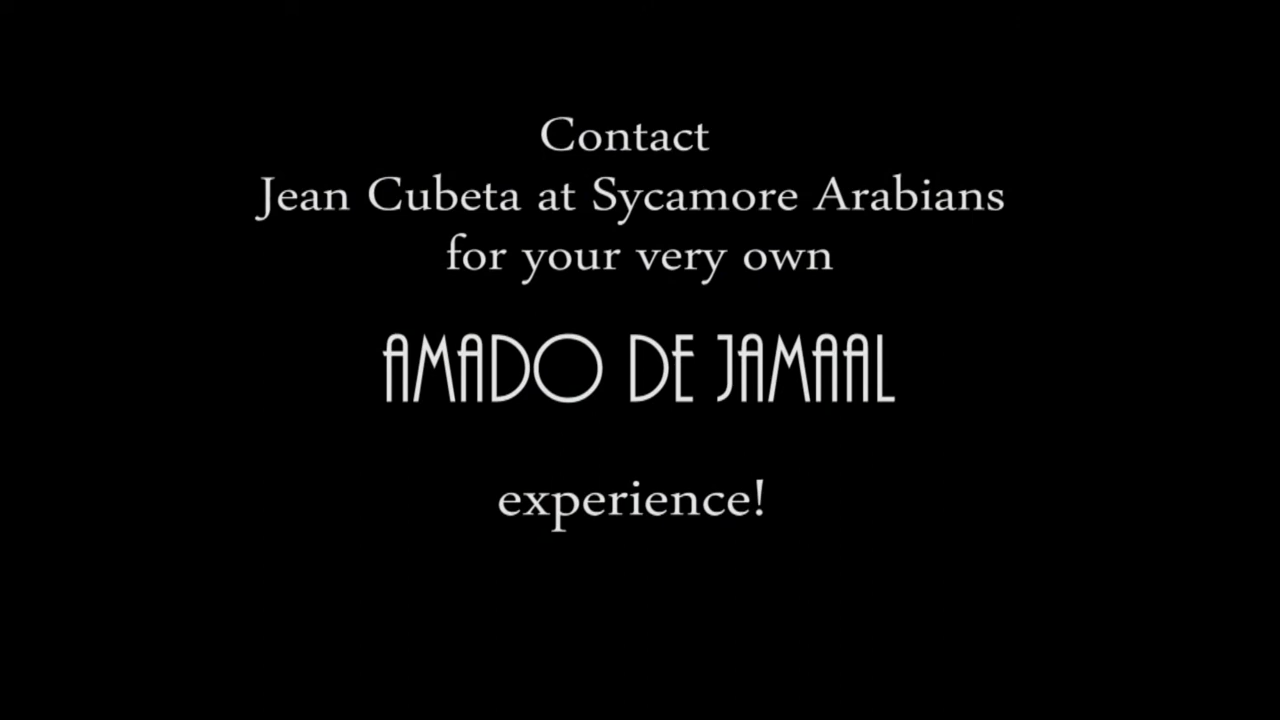 Contact
Jean Cubeta at Sycamore Arabians
for your very own
AMADO DE JAMAAL
experience!